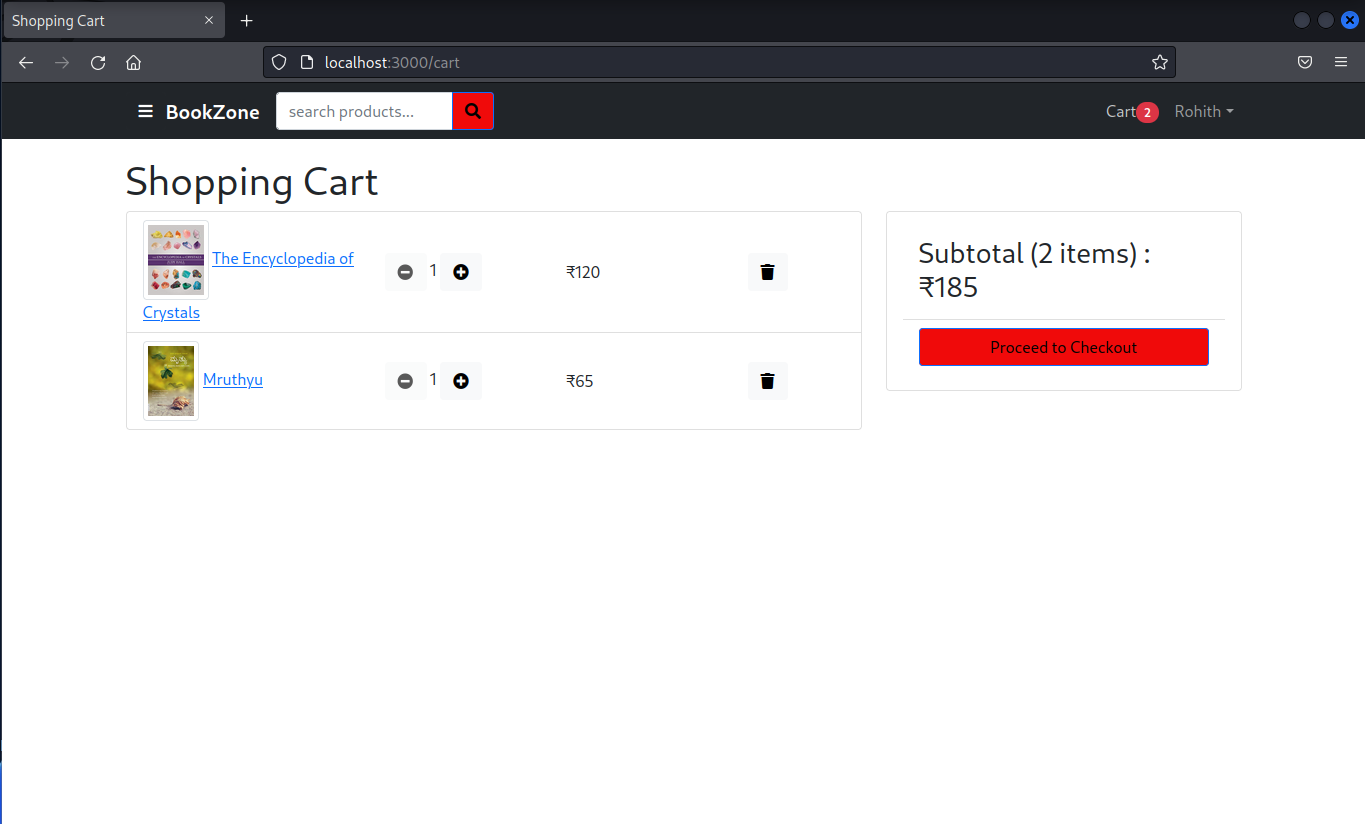 Shopping Cart
localhost:3000/cart
BookZone
search products...
Cart 2
Rohith
Shopping Cart
The Encyclopedia of
Crystals
1
₹120
Mruthyu
1
₹65
Subtotal (2 items) :
₹185
Proceed to Checkout